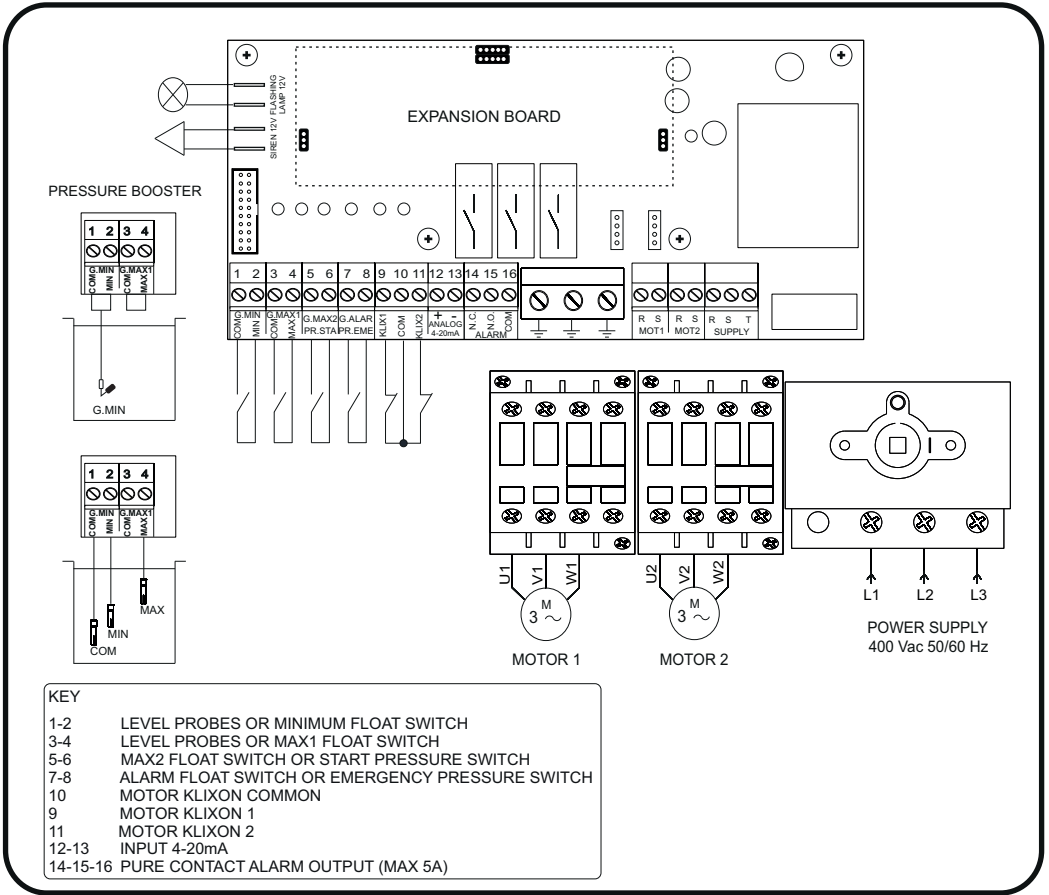 FLASHING
LAMP 12V
SIREN 12V
EXPANSION BOARD
PRESSURE BOOSTER
1 2 3 4
G.MIN G.MAX1
COM MIN COM MAX1
G.MIN
1 2 3 4
G.MIN G.MAX1
COM MIN COM MAX1
MAX
MIN
COM
1 2 3 4 5 6 7 8 9 10 11 12 13 14 15 16
G.MIN G.MAX1 G.MAX2 G.ALAR
COM MIN COM MAX1 PR.STA PR.EME KLIX1 COM KLIX2
+ -
ANALOG
4-20mA
N.C. N.O. COM
ALARM
R S R S R S T
MOT1 MOT2 SUPPLY
U1 V1 W1
M
3 ~
MOTOR 1
U2 V2 W2
M
3 ~
MOTOR 2
I
L1 L2 L3
POWER SUPPLY
400 Vac 50/60 Hz
KEY
1-2 LEVEL PROBES OR MINIMUM FLOAT SWITCH
3-4 LEVEL PROBES OR MAX1 FLOAT SWITCH
5-6 MAX2 FLOAT SWITCH OR START PRESSURE SWITCH
7-8 ALARM FLOAT SWITCH OR EMERGENCY PRESSURE SWITCH
10 MOTOR KLIXON COMMON
9 MOTOR KLIXON 1
11 MOTOR KLIXON 2
12-13 INPUT 4-20mA
14-15-16 PURE CONTACT ALARM OUTPUT (MAX 5A)